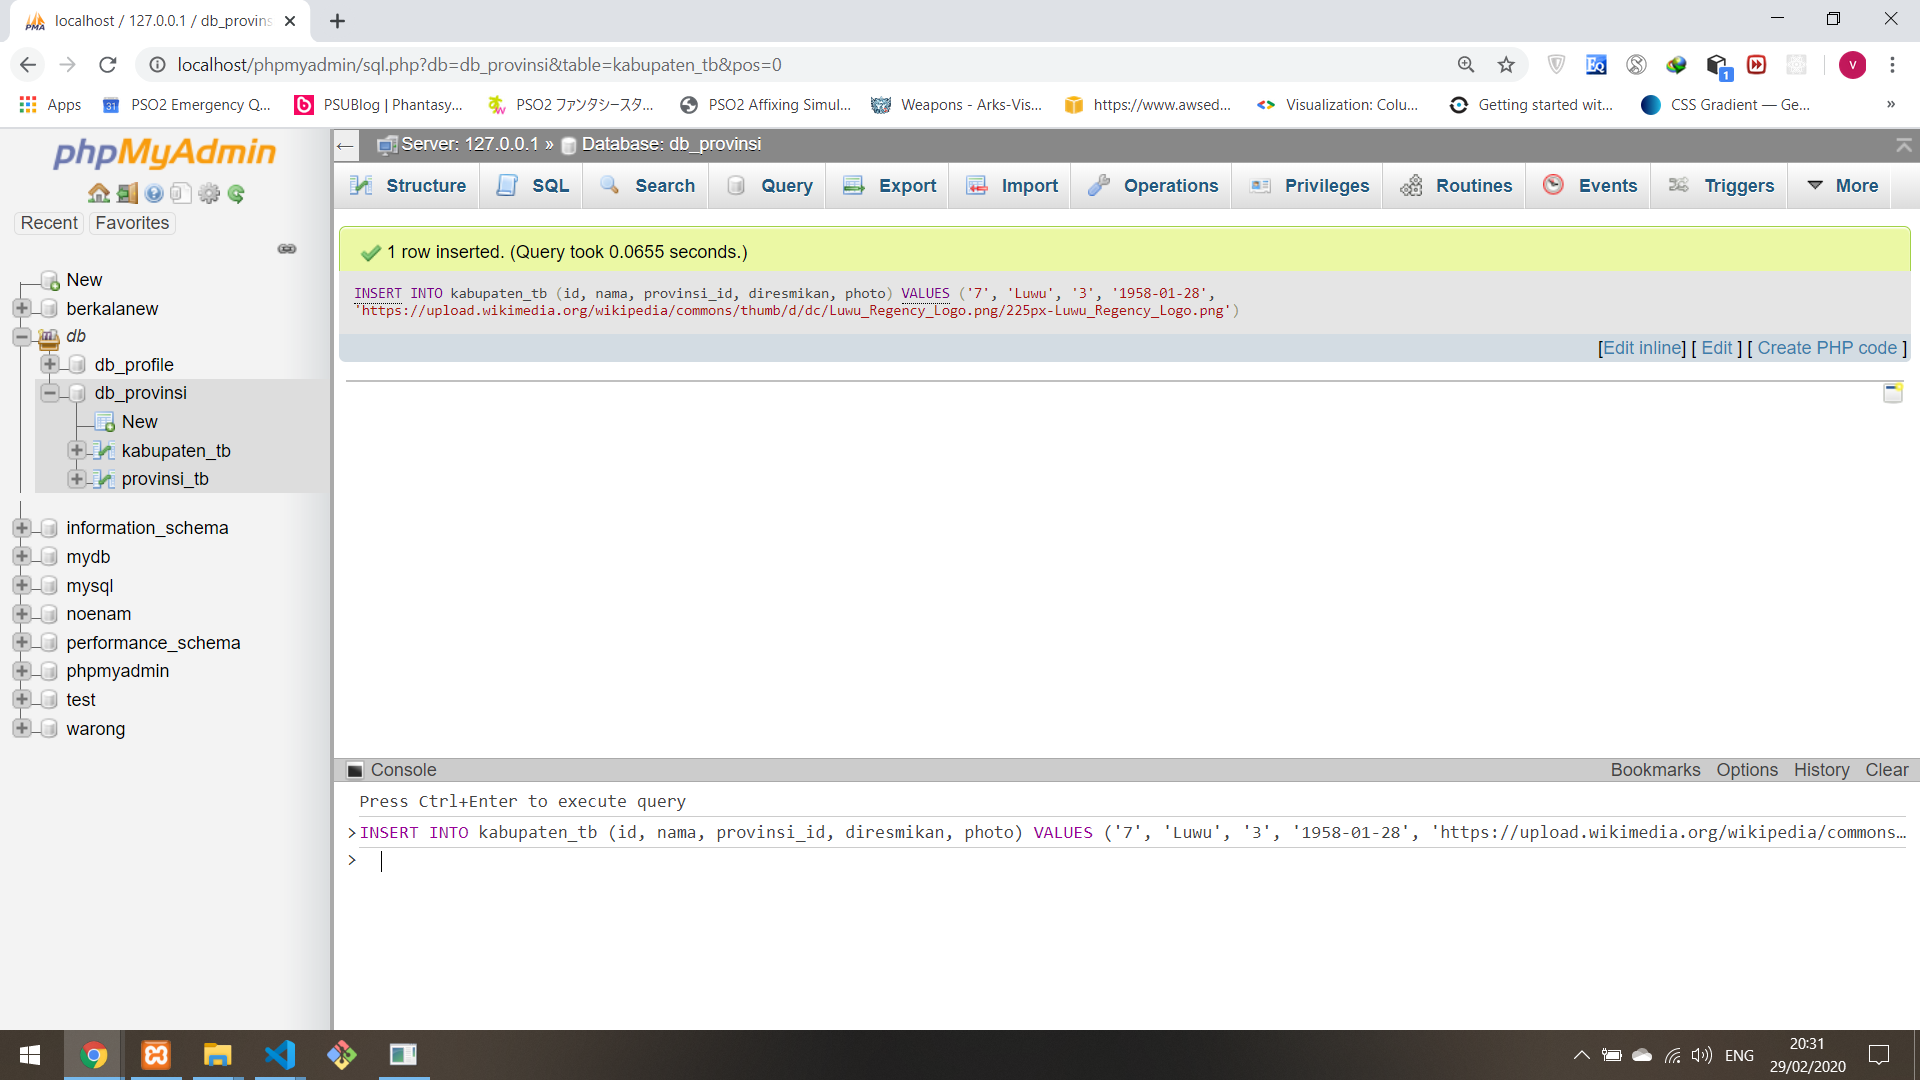 localhost / 127.0.0.1 / db_provins
localhost/phpmyadmin/sql.php?db=db_provinsi&table=kabupaten_tb&pos=0
EQ
1
v
Apps
31
PSO2 Emergency Q...
PSUBlog | Phantasy...
PSO2 ファンタシースタ...
PSO2 Affixing Simul...
Weapons - Arks-Vis...
https://www.awsed...
Visualization: Colu...
Getting started wit...
CSS Gradient — Ge...
»
phpMyAdmin
Recent
Favorites
New
berkalanew
db
db_profile
db_provinsi
New
kabupaten_tb
provinsi_tb
information_schema
mydb
mysql
noenam
performance_schema
phpmyadmin
test
warong
Server: 127.0.0.1 » Database: db_provinsi
Structure
SQL
Search
Query
Export
Import
Operations
Privileges
Routines
Events
Triggers
More
1 row inserted. (Query took 0.0655 seconds.)
INSERT INTO kabupaten_tb (id, nama, provinsi_id, diresmikan, photo) VALUES ('7', 'Luwu', '3', '1958-01-28',
'https://upload.wikimedia.org/wikipedia/commons/thumb/d/dc/Luwu_Regency_Logo.png/225px-Luwu_Regency_Logo.png')
[Edit inline] [ Edit ] [ Create PHP code ]
Console
Bookmarks
Options
History
Clear
Press Ctrl+Enter to execute query
>INSERT INTO kabupaten_tb (id, nama, provinsi_id, diresmikan, photo) VALUES ('7', 'Luwu', '3', '1958-01-28', 'https://upload.wikimedia.org/wikipedia/commons…
>
ENG
20:31
29/02/2020